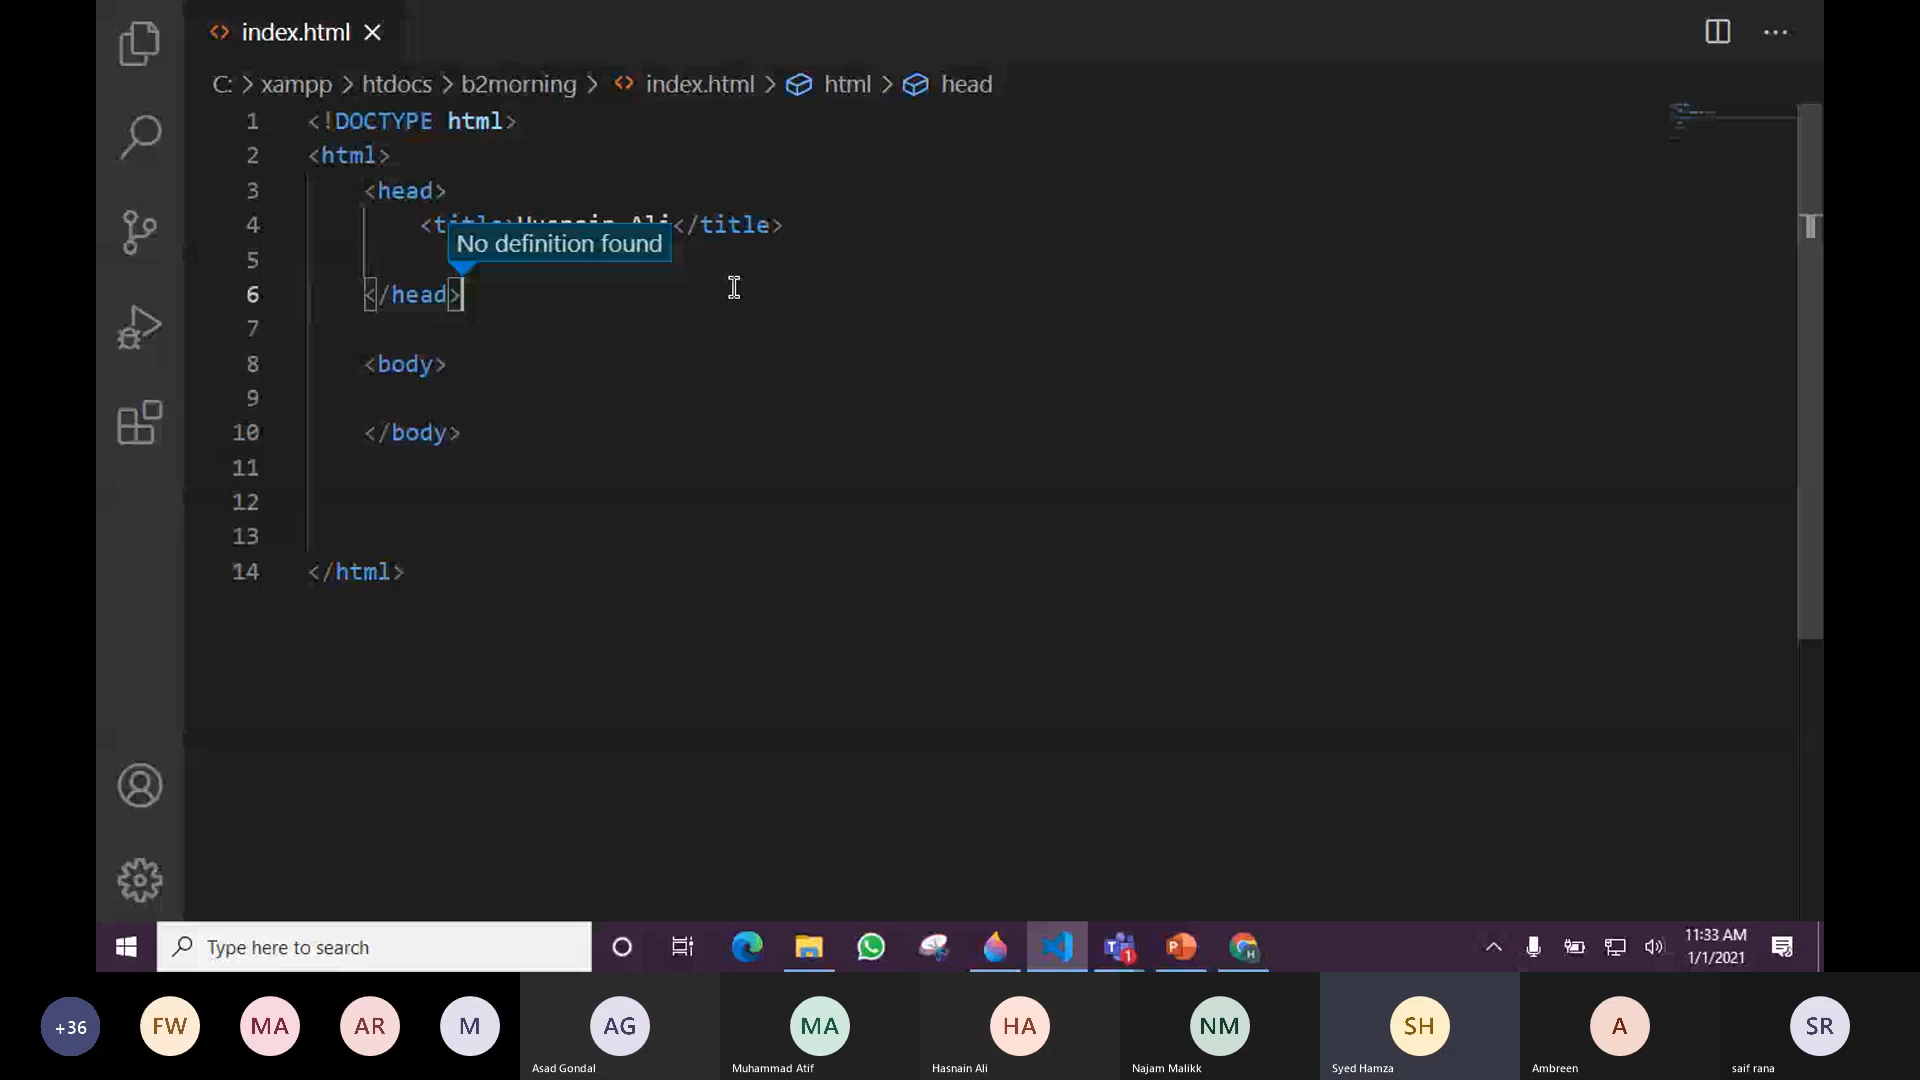 index.html
C: > xampp > htdocs > b2morning > index.html > html > head
1 <!DOCTYPE html>
2 <html>
3 <head>
4 </title>
No definition found
5
6 </head>
7
8 <body>
9
10 </body>
11
12
13
14 </html>
Type here to search
1
P
H
11:33 AM
1/1/2021
+36
FW
MA
AR
M
AG
MA
HA
NM
SH
A
SR
Asad Gondal
Muhammad Atif
Hasnain Ali
Najam Malikk
Syed Hamza
Ambreen
saif rana